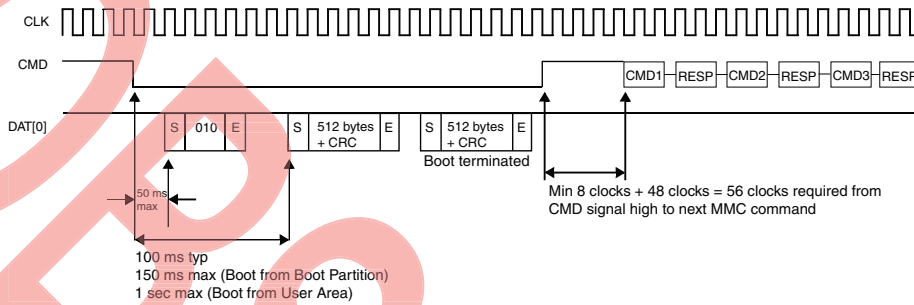 CLK
CMD
CMD1 RESP CMD2 RESP CMD3 RESP
DAT[0]
S 010 E S 512 bytes + CRC E S 512 bytes + CRC E
Boot terminated
50 ms
max
Min 8 clocks + 48 clocks = 56 clocks required from
CMD signal high to next MMC command
100 ms typ
150 ms max (Boot from Boot Partition)
1 sec max (Boot from User Area)